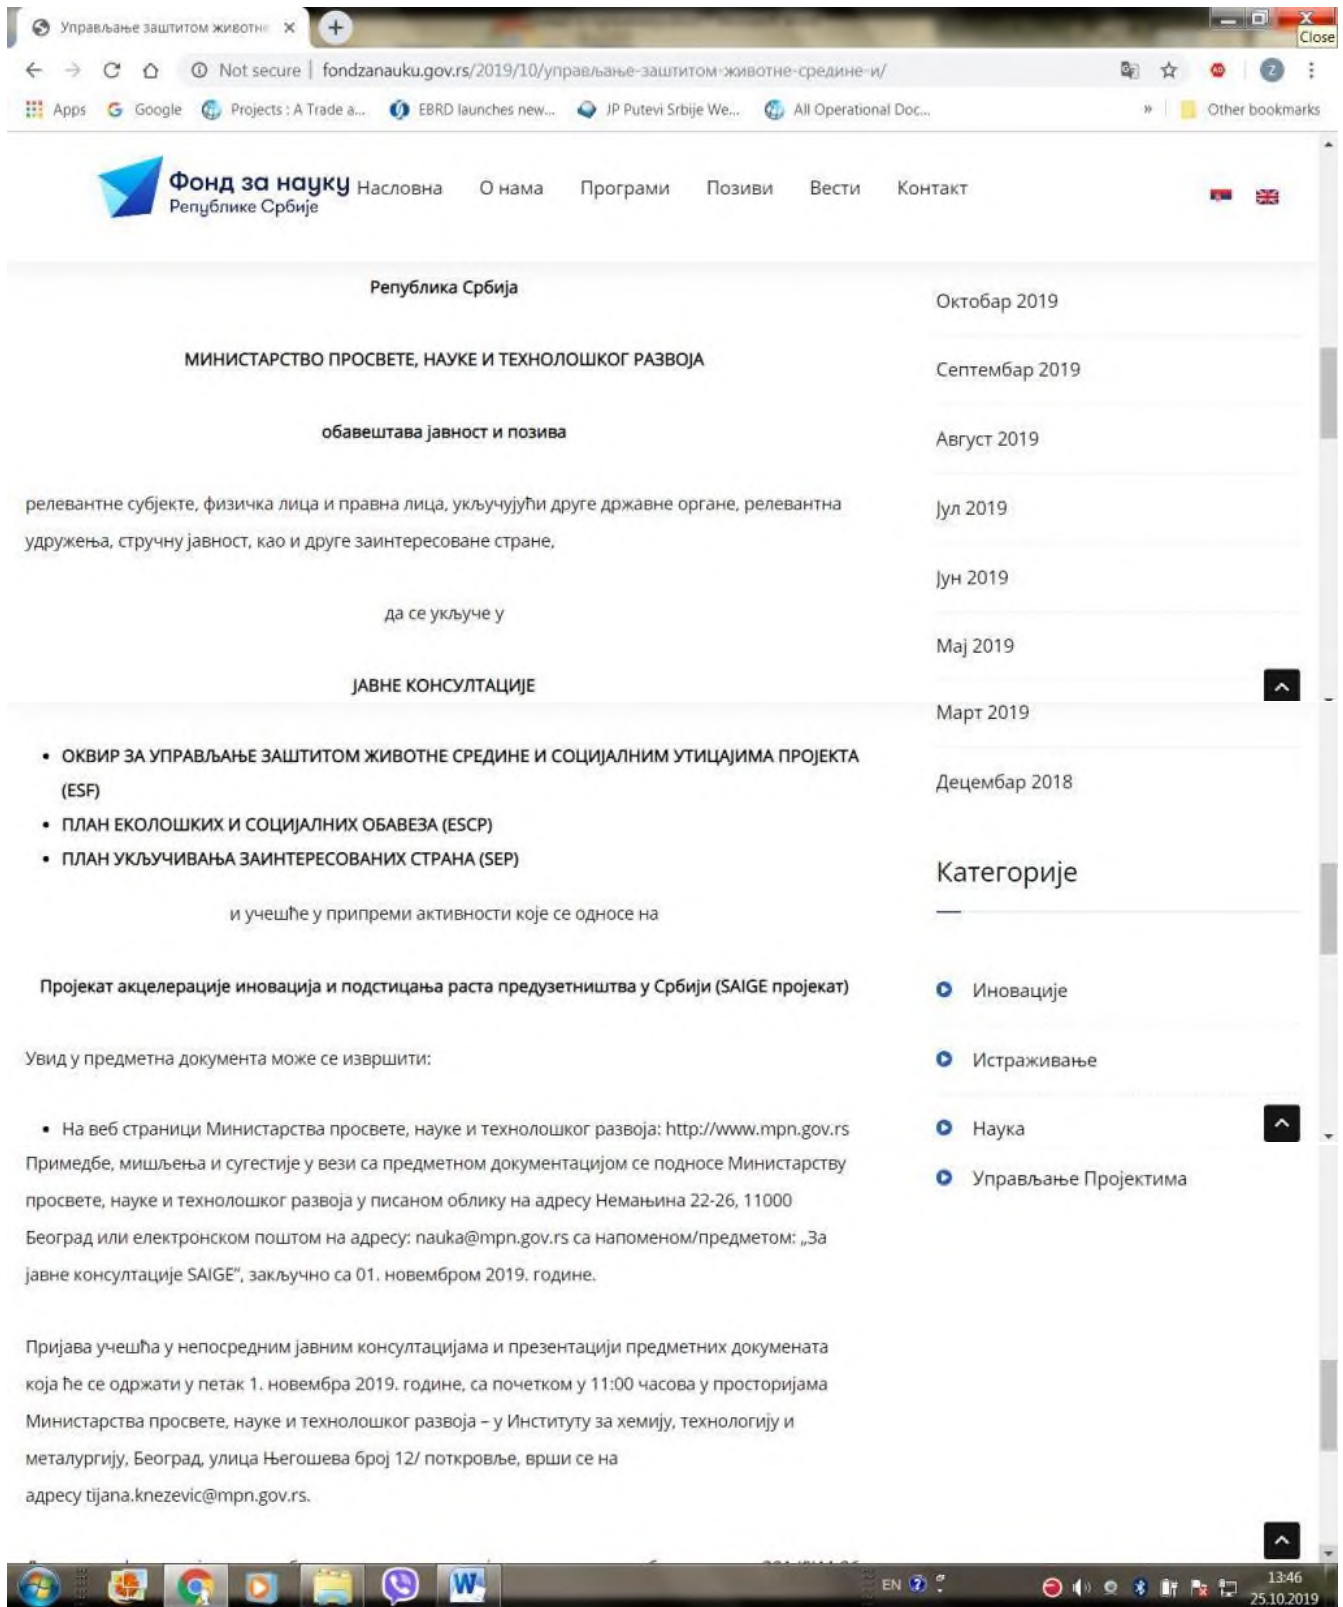 Управљање заштитом животне
Close
Not secure | fondzanauku.gov.rs/2019/10/управљање-заштитом-животне-средине-и/
Z
Apps Google Projects : A Trade a... EBRD launches new... JP Putevi Srbije We... All Operational Doc... » Other bookmarks
Фонд за науку
Републике Србије
Насловна О нама Програми Позиви Вести Контакт
Република Србија
МИНИСТАРСТВО ПРОСВЕТЕ, НАУКЕ И ТЕХНОЛОШКОГ РАЗВОЈА
обавештава јавност и позива
релевантне субјекте, физичка лица и правна лица, укључујући друге државне органе, релевантна
удружења, стручну јавност, као и друге заинтересоване стране,
да се укључе у
ЈАВНЕ КОНСУЛТАЦИЈЕ
• ОКВИР ЗА УПРАВЉАЊЕ ЗАШТИТОМ ЖИВОТНЕ СРЕДИНЕ И СОЦИЈАЛНИМ УТИЦАЈИМА ПРОЈЕКТА
(ESF)
• ПЛАН ЕКОЛОШКИХ И СОЦИЈАЛНИХ ОБАВЕЗА (ESCP)
• ПЛАН УКЉУЧИВАЊА ЗАИНТЕРЕСОВАНИХ СТРАНА (SEP)
и учешће у припреми активности које се односе на
Пројекат акцелерације иновација и подстицања раста предузетништва у Србији (SAIGE пројекат)
Увид у предметна документа може се извршити:
• На веб страници Министарства просвете, науке и технолошког развоја: http://www.mpn.gov.rs
Примедбе, мишљења и сугестије у вези са предметном документацијом се подносе Министарству
просвете, науке и технолошког развоја у писаном облику на адресу Немањина 22-26, 11000
Београд или електронском поштом на адресу: nauka@mpn.gov.rs са напоменом/предметом: „За
јавне консултације SAIGE“, закључно са 01. новембром 2019. године.
Пријава учешћа у непосредним јавним консултацијама и презентацији предметних докумената
која ће се одржати у петак 1. новембра 2019. године, са почетком у 11:00 часова у просторијама
Министарства просвете, науке и технолошког развоја – у Институту за хемију, технологију и
металургију, Београд, улица Његошева број 12/ поткровље, врши се на
адресу tijana.knezevic@mpn.gov.rs.
Октобар 2019
Септембар 2019
Август 2019
Јул 2019
Јун 2019
Мај 2019
Март 2019
Децембар 2018
Категорије
Иновације
Истраживање
Наука
Управљање Пројектима
EN
13:46
25.10.2019